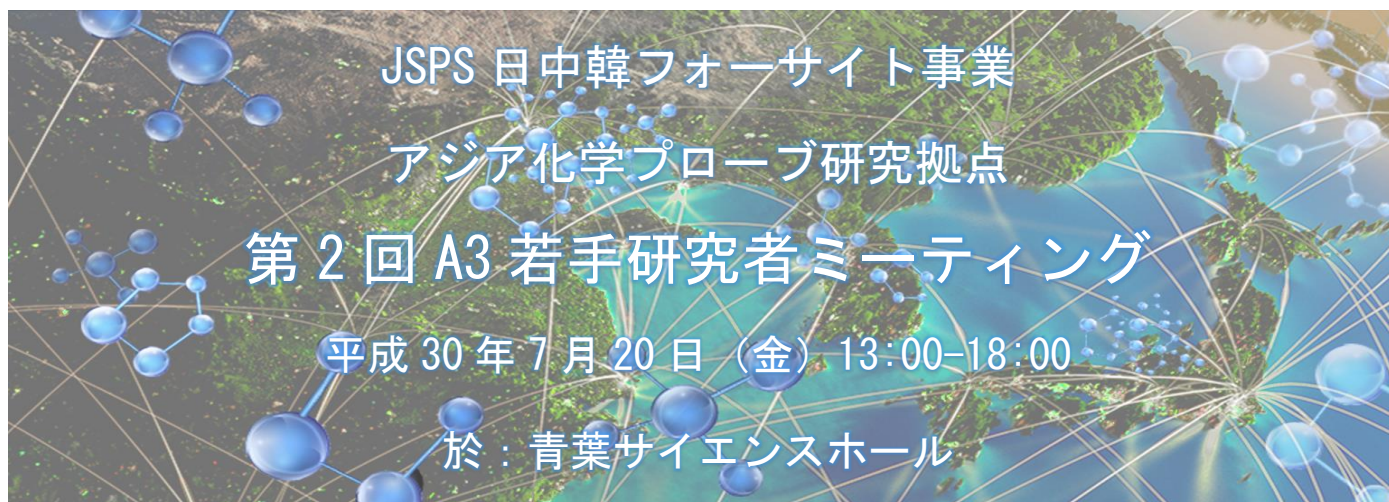 JSPS 日中韓フォーサイト事業
アジア化学プローブ研究拠点
第 2 回 A3 若手研究者ミーティング
平成 30 年 7 月 20 日 （金） 13:00-18:00
於：青葉サイエンスホール